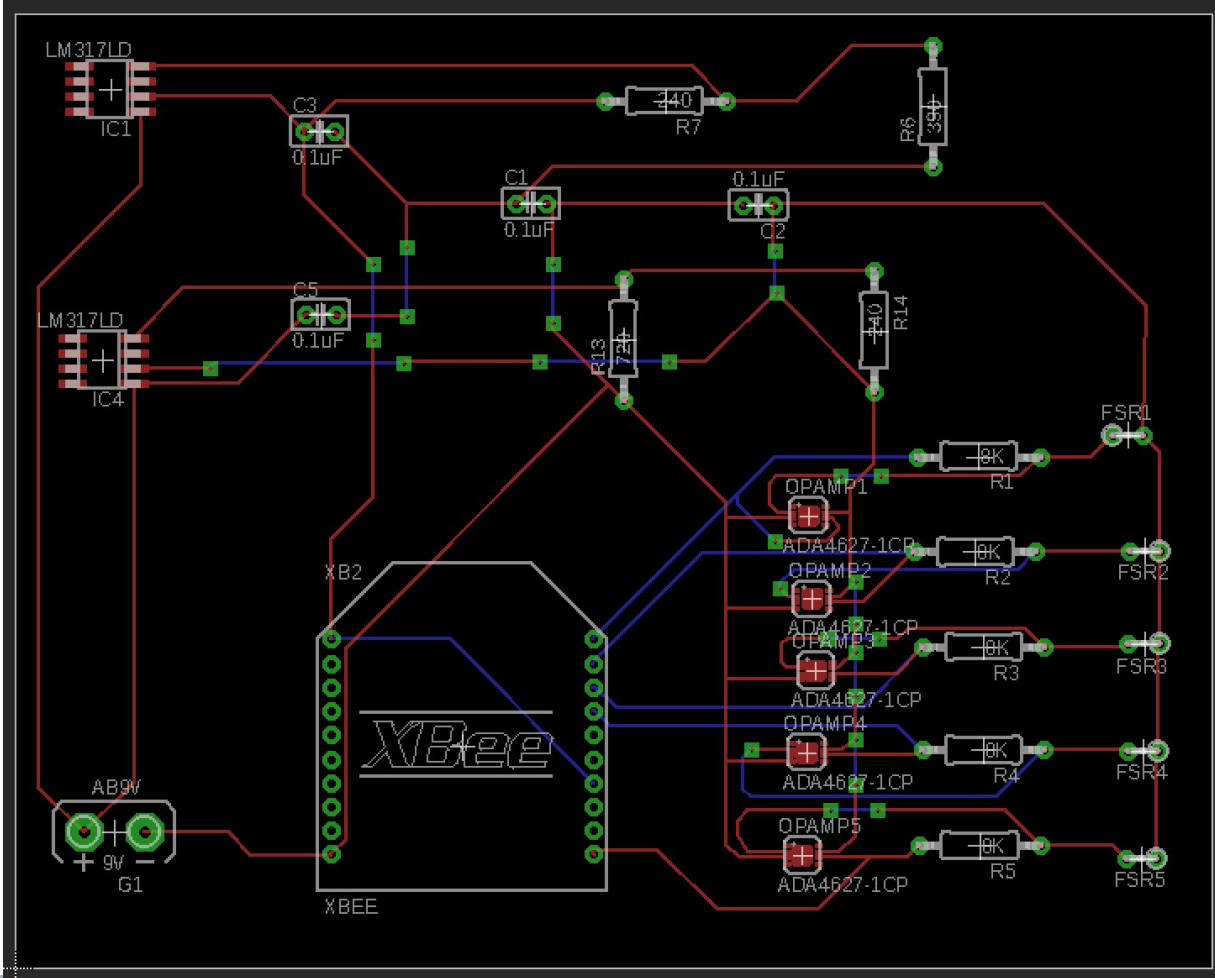 LM317LD
IC1
C3
0.1uF
240
R7
R6
390
C1
0.1uF
0.1uF
C2
C5
0.1uF
LM317LD
IC4
R13
720
240
R14
FSR1
R1
OPAMP1
ADA4627-1CP
R2
FSR2
OPAMP2
ADA4627-1CP
R3
FSR3
OPAMP3
ADA4627-1CP
R4
FSR4
OPAMP4
ADA4627-1CP
R5
FSR5
OPAMP5
ADA4627-1CP
XB2
XBee
XBEE
AB9V
+ 9V −
G1